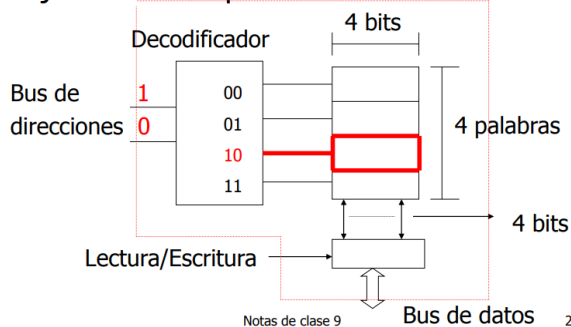 4 bits
Decodificador
Bus de
direcciones
1
0
00
01
10
11
4 palabras
4 bits
Lectura/Escritura
Bus de datos
Notas de clase 9
2